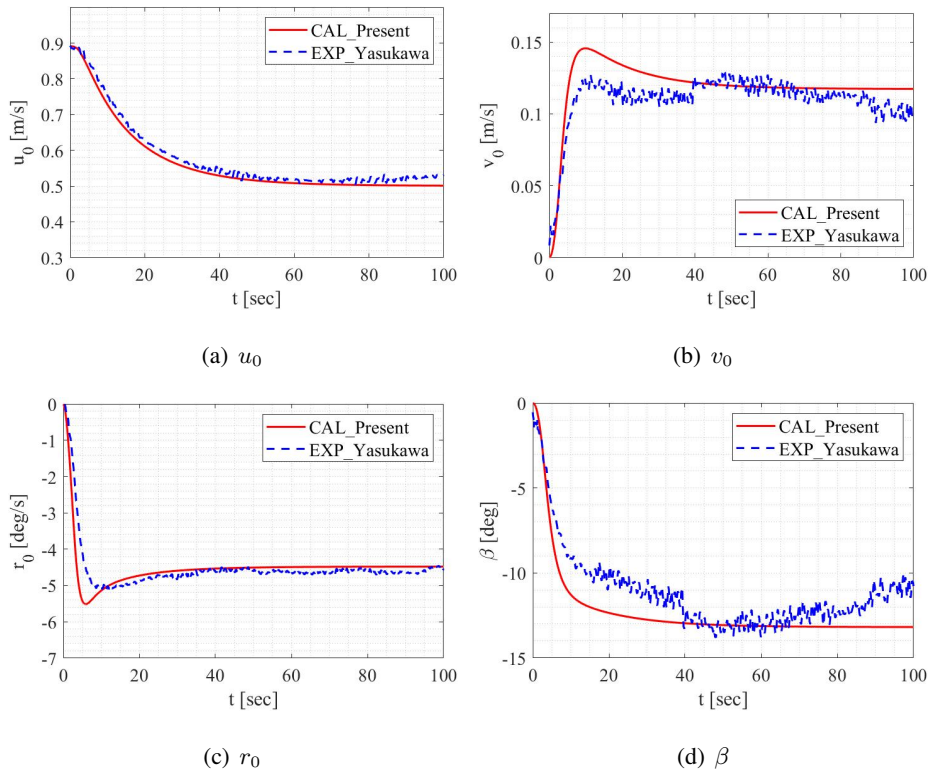 0.9
0.8
0.7
0.6
0.5
0.4
0.3
u₀ [m/s]
CAL_Present
EXP_Yasukawa
0 20 40 60 80 100
t [sec]
(a) u₀
0.15
0.1
0.05
0
v₀ [m/s]
CAL_Present
EXP_Yasukawa
0 20 40 60 80 100
t [sec]
(b) v₀
0
-1
-2
-3
-4
-5
-6
-7
r₀ [deg/s]
CAL_Present
EXP_Yasukawa
0 20 40 60 80 100
t [sec]
(c) r₀
0
-5
-10
-15
β [deg]
CAL_Present
EXP_Yasukawa
0 20 40 60 80 100
t [sec]
(d) β